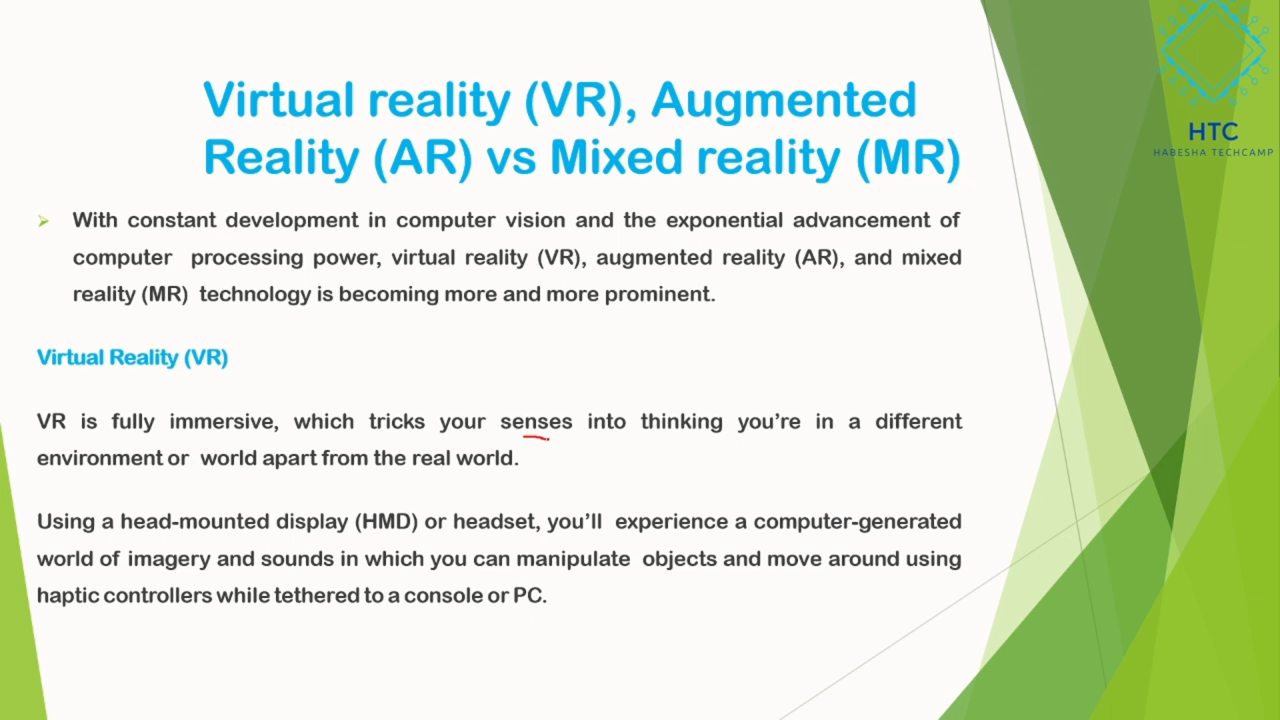 HTC
HABESHA TECHCAMP
Virtual reality (VR), Augmented
Reality (AR) vs Mixed reality (MR)
With constant development in computer vision and the exponential advancement of
computer processing power, virtual reality (VR), augmented reality (AR), and mixed
reality (MR) technology is becoming more and more prominent.
Virtual Reality (VR)
VR is fully immersive, which tricks your senses into thinking you’re in a different
environment or world apart from the real world.
Using a head-mounted display (HMD) or headset, you’ll experience a computer-generated
world of imagery and sounds in which you can manipulate objects and move around using
haptic controllers while tethered to a console or PC.